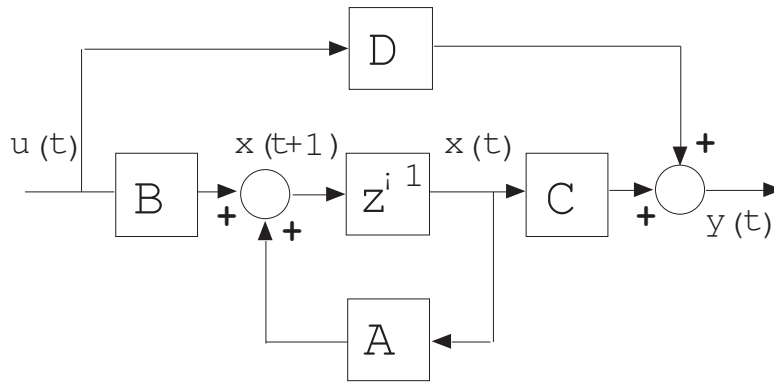 D
u(t)
x(t+1)
x(t)
+
B
z^i 1
C
+
+
+
y(t)
A